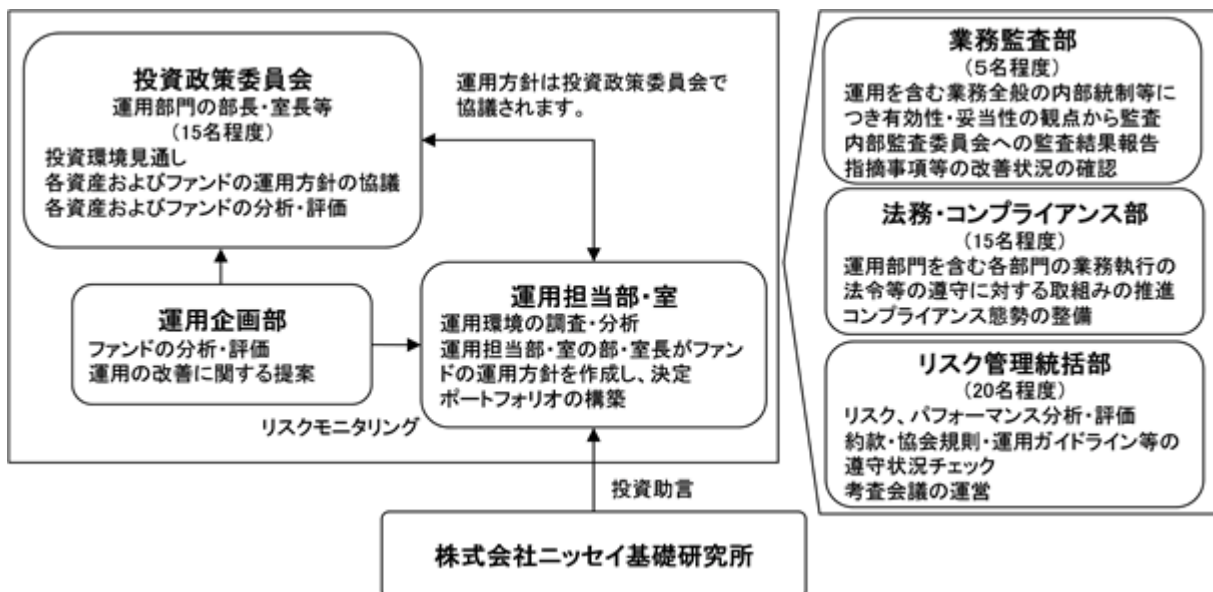 投資政策委員会
運用部門の部長・室長等
（15名程度）
投資環境見通し
各資産およびファンドの運用方針の協議
各資産およびファンドの分析・評価
運用方針は投資政策委員会で
協議されます。
運用企画部
ファンドの分析・評価
運用の改善に関する提案
リスクモニタリング
運用担当部・室
運用環境の調査・分析
運用担当部・室の部・室長がファン
ドの運用方針を作成し、決定
ポートフォリオの構築
投資助言
株式会社ニッセイ基礎研究所
業務監査部
（5名程度）
運用を含む業務全般の内部統制等に
つき有効性・妥当性の観点から監査
内部監査委員会への監査結果報告
指摘事項等の改善状況の確認
法務・コンプライアンス部
（15名程度）
運用部門を含む各部門の業務執行の
法令等の遵守に対する取組みの推進
コンプライアンス態勢の整備
リスク管理統括部
（20名程度）
リスク、パフォーマンス分析・評価
約款・協会規則・運用ガイドライン等の
遵守状況チェック
考査会議の運営